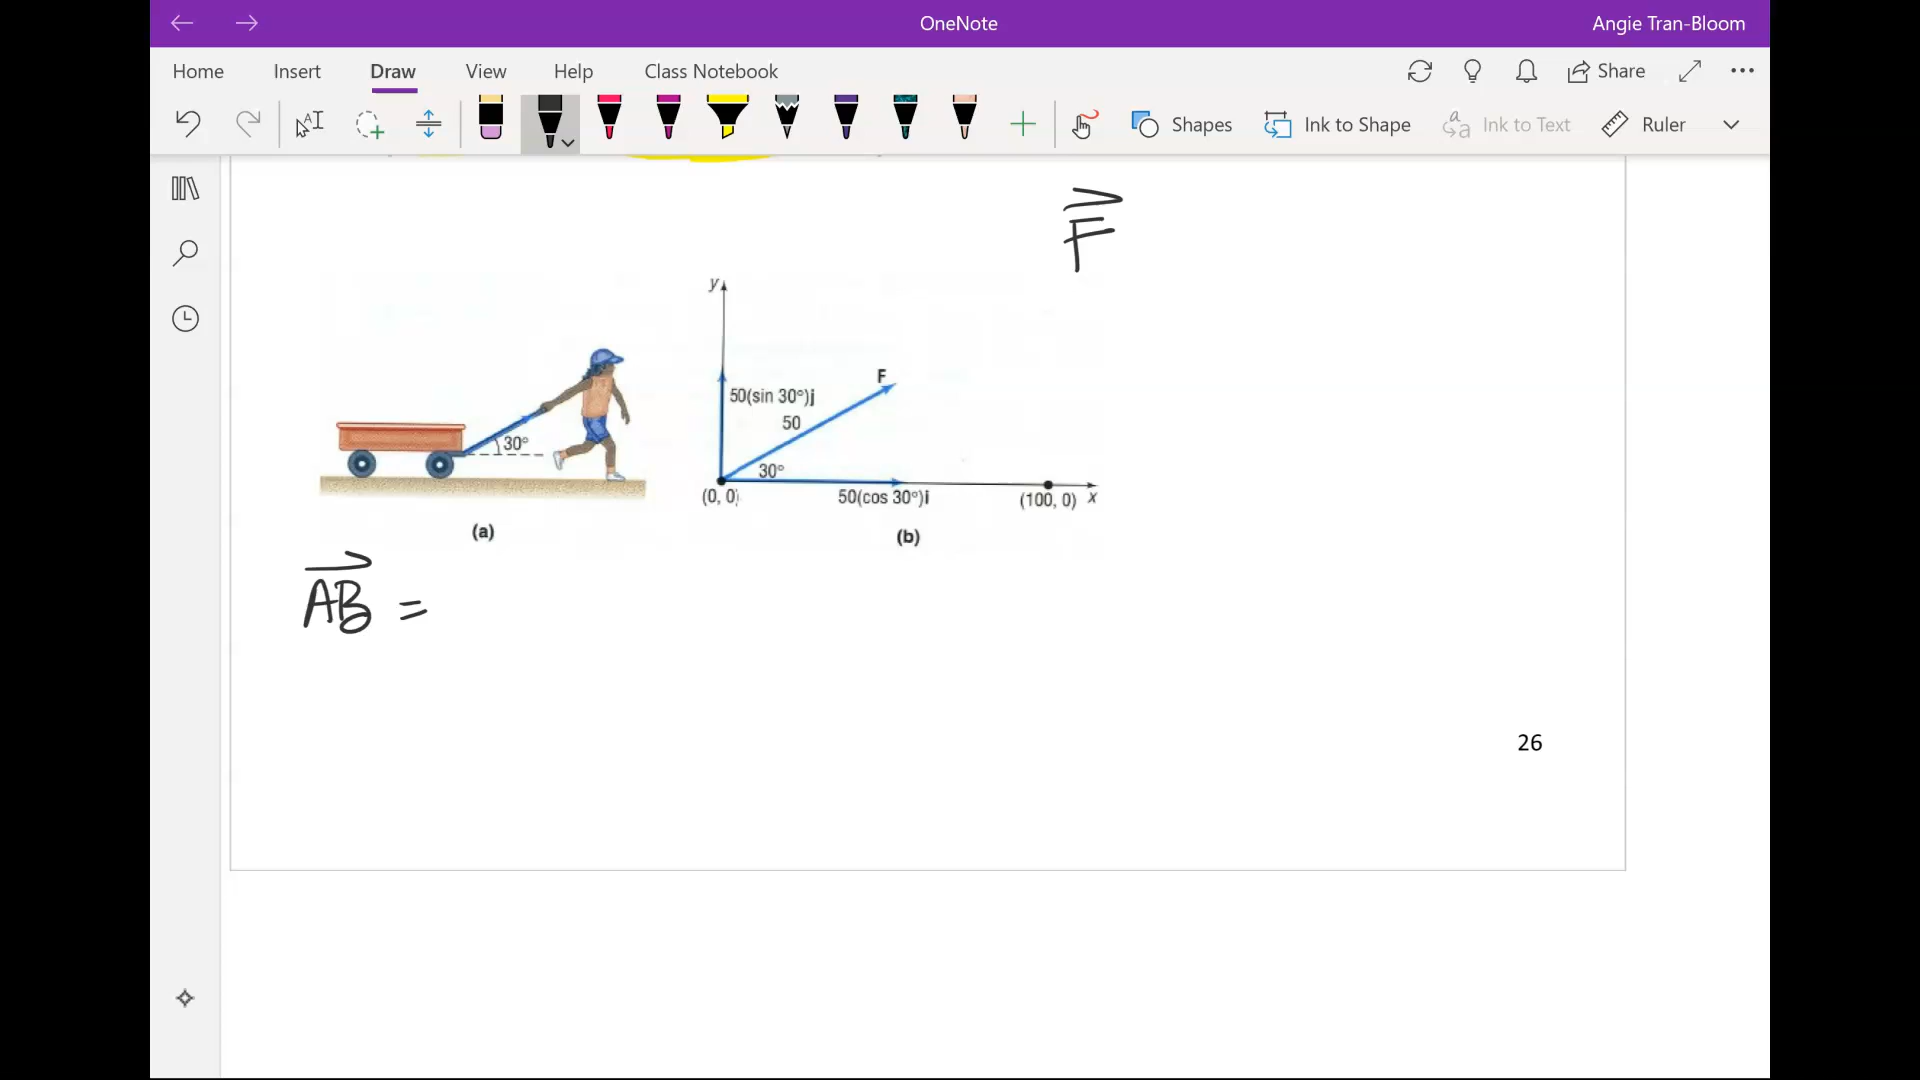 OneNote
Angie Tran-Bloom
Home Insert Draw View Help Class Notebook Share
Shapes Ink to Shape Ink to Text Ruler
F
y
F
50(sin 30°)j
50
30°
30°
(0, 0)
50(cos 30°)i
(100, 0) x
(a)
(b)
AB =
26